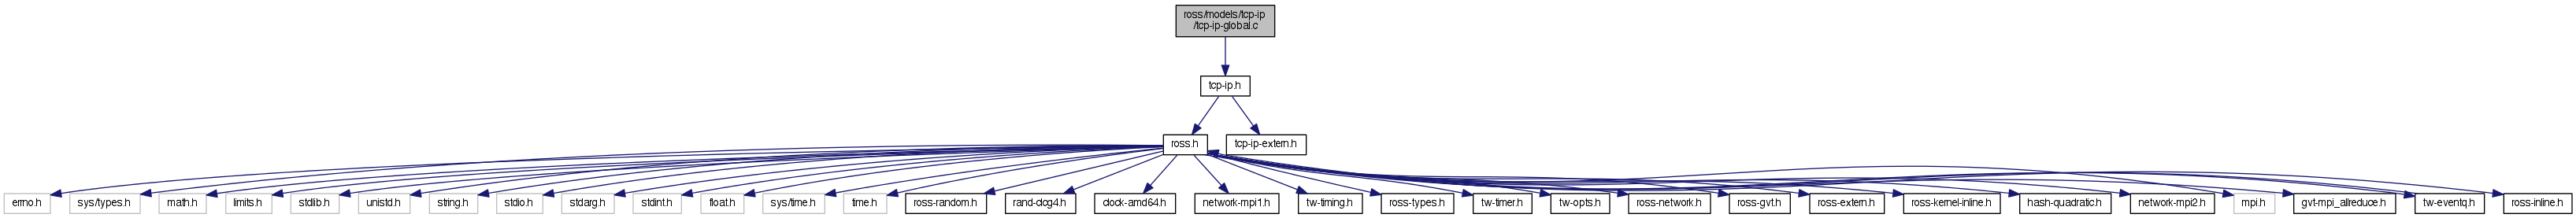 ross/models/tcp-ip
/tcp-ip-global.c
tcp-ip.h
ross.h
tcp-ip-extern.h
errno.h
sys/types.h
math.h
limits.h
stdlib.h
unistd.h
string.h
stdio.h
stdarg.h
stdint.h
float.h
sys/time.h
time.h
ross-random.h
rand-clcg4.h
clock-amd64.h
network-mpi1.h
tw-timing.h
ross-types.h
tw-timer.h
tw-opts.h
ross-network.h
ross-gvt.h
ross-extern.h
ross-kernel-inline.h
hash-quadratic.h
network-mpi2.h
mpi.h
gvt-mpi_allreduce.h
tw-eventq.h
ross-inline.h